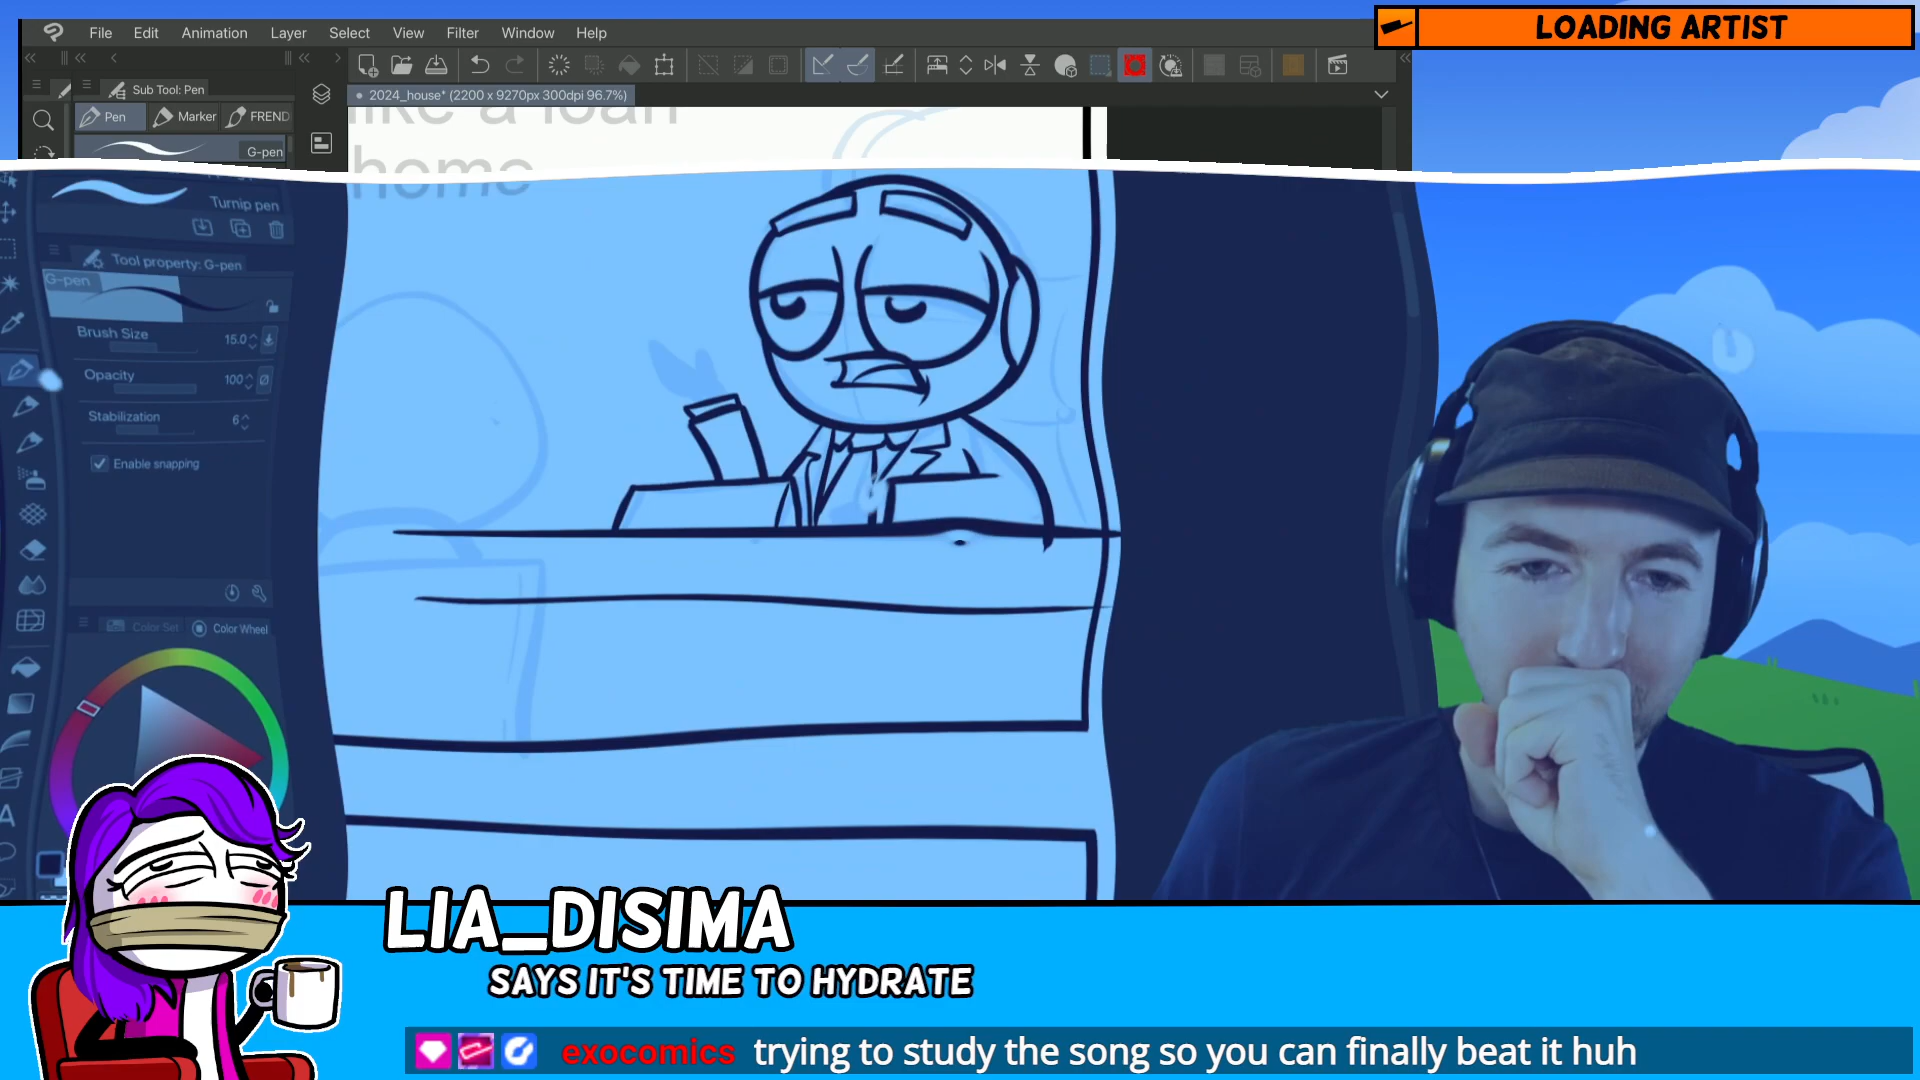 LOADING ARTIST
File Edit Animation Layer Select View Filter Window Help
Sub Tool: Pen
2024_house* (2200 x 9270px 300dpi 96.7%)
Pen Marker FREND
G-pen
like a loan
home
Turnip pen
Tool property: G-pen
G-pen
Brush Size 15.0
Opacity 100
Stabilization 6
Enable snapping
Color Set Color Wheel
A
LIA_DISIMA
SAYS IT'S TIME TO HYDRATE
exocomics trying to study the song so you can finally beat it huh